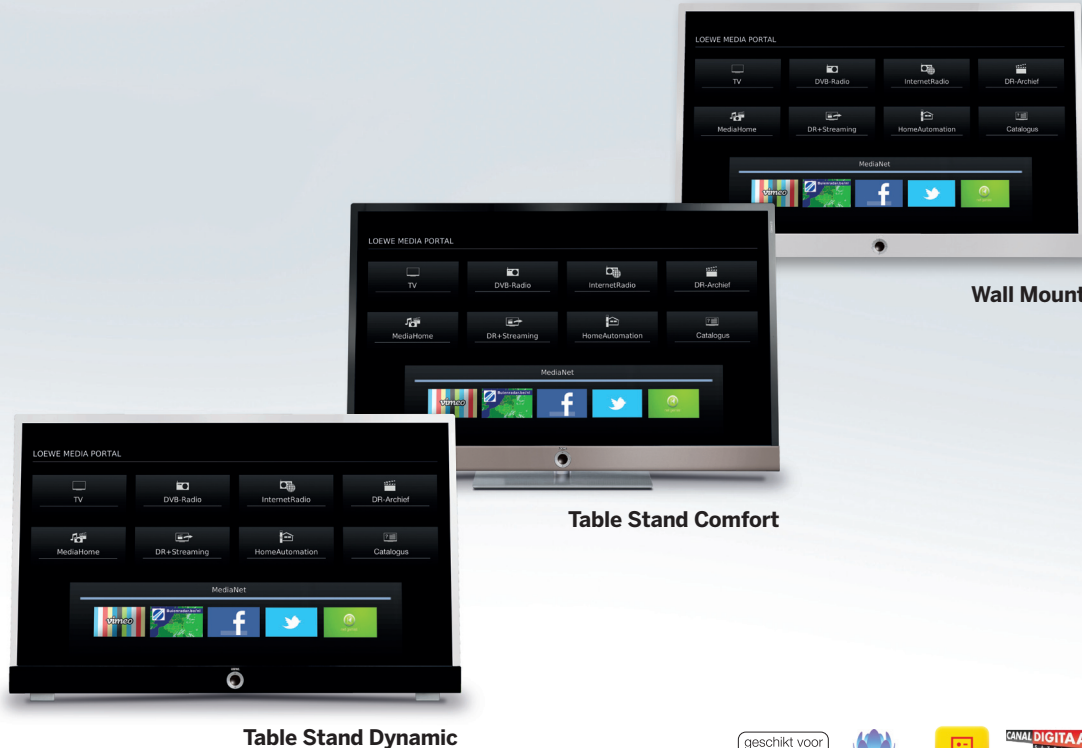 LOEWE MEDIA PORTAL
TV DVB-Radio InternetRadio DR-Archief
MediaHome DR+Streaming HomeAutomation Catalogus
MediaNet
vimeo
Wall Mount
LOEWE MEDIA PORTAL
TV DVB-Radio InternetRadio DR-Archief
MediaHome DR+Streaming HomeAutomation Catalogus
MediaNet
vimeo
Table Stand Comfort
LOEWE MEDIA PORTAL
TV DVB-Radio InternetRadio DR-Archief
MediaHome DR+Streaming HomeAutomation Catalogus
MediaNet
vimeo
Table Stand Dynamic
geschikt voor
CANAL DIGITAA